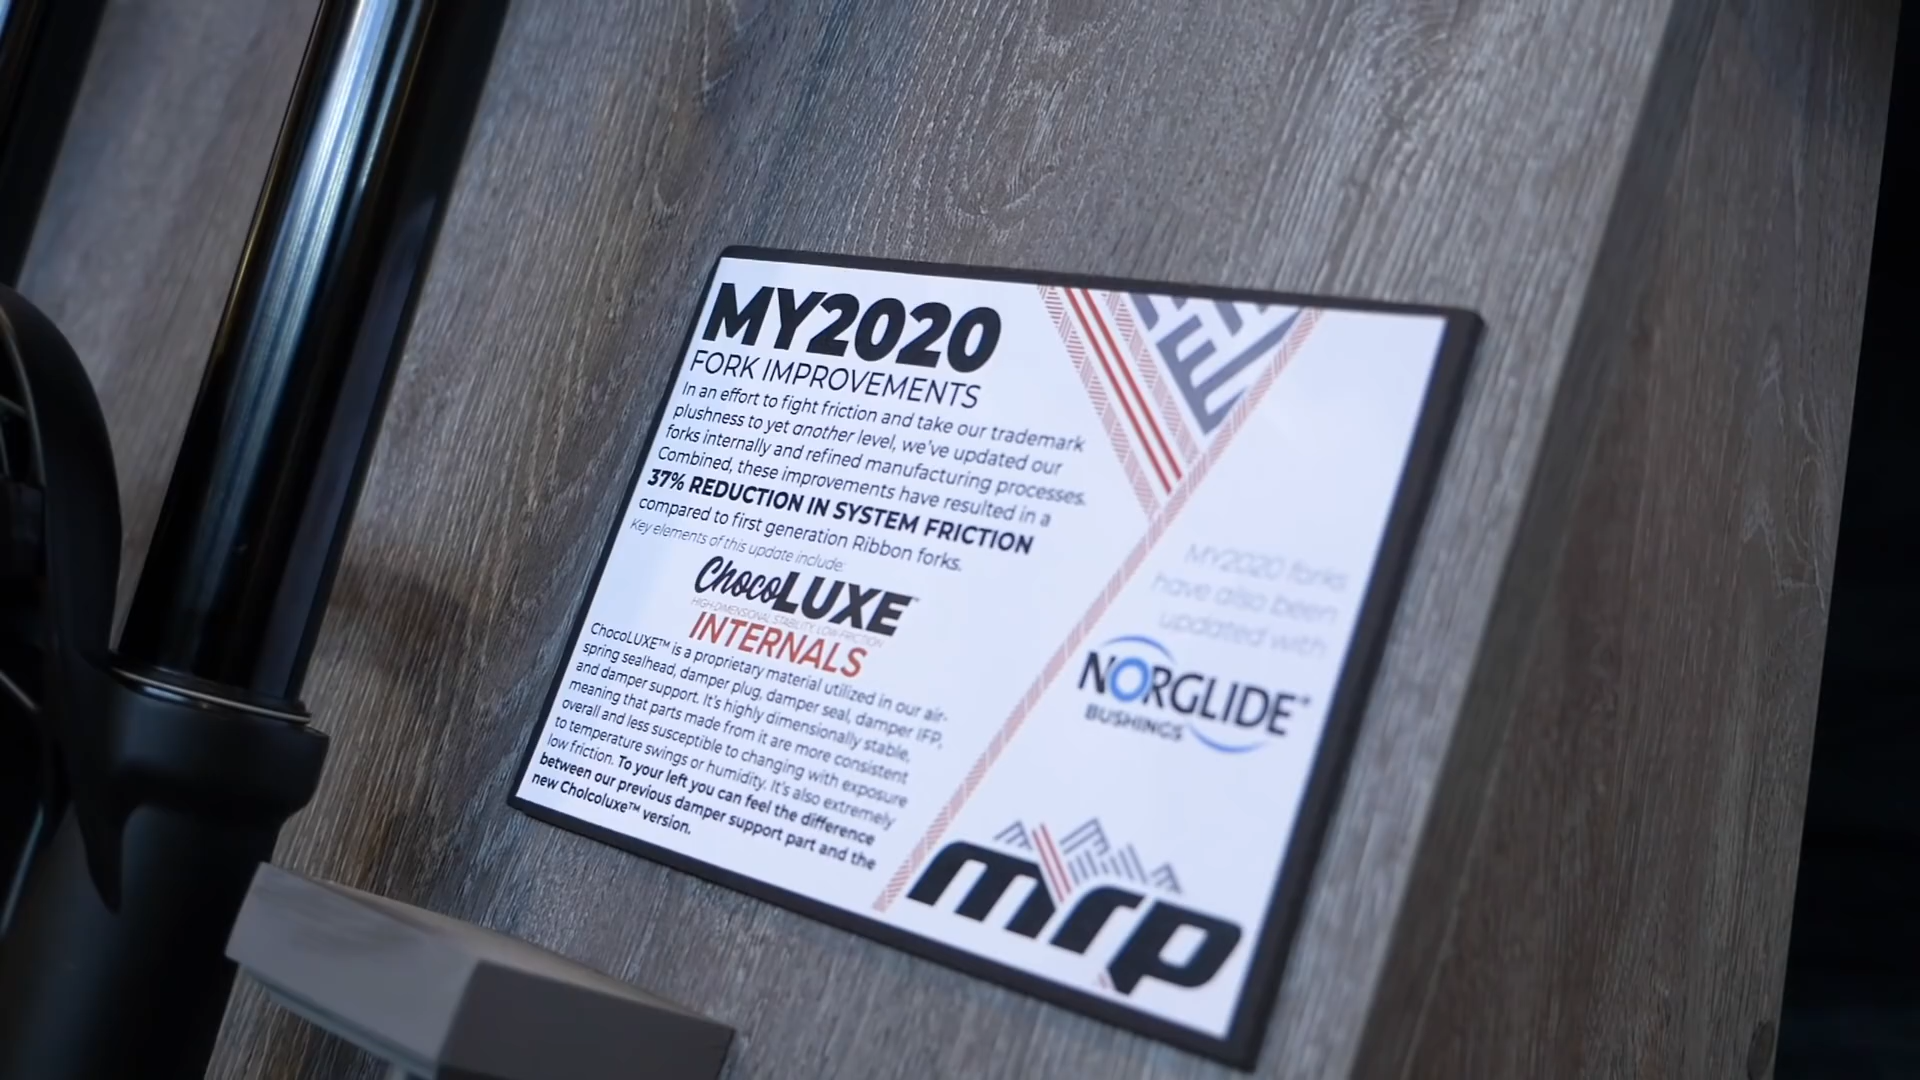 MY2020
FORK IMPROVEMENTS
In an effort to fight friction and take our trademark
plushness to yet another level, we've updated our
forks internally and refined manufacturing processes.
Combined, these improvements have resulted in a
37% REDUCTION IN SYSTEM FRICTION
compared to first generation Ribbon forks.
Key elements of this update include:
ChocoLUXE™
HIGH-DIMENSIONAL STABILITY, LOW-FRICTION
INTERNALS
ChocoLUXE™ is a proprietary material utilized in our air-
spring sealhead, damper plug, damper seal, damper IFP,
and damper support. It's highly dimensionally stable,
meaning that parts made from it are more consistent
overall and less susceptible to changing with exposure
to temperature swings or humidity. It's also extremely
low friction. To your left you can feel the difference
between our previous damper support part and the
new Cholcoluxe™ version.
MY2020 forks
have also been
updated with
NORGLIDE®
BUSHINGS
mrp